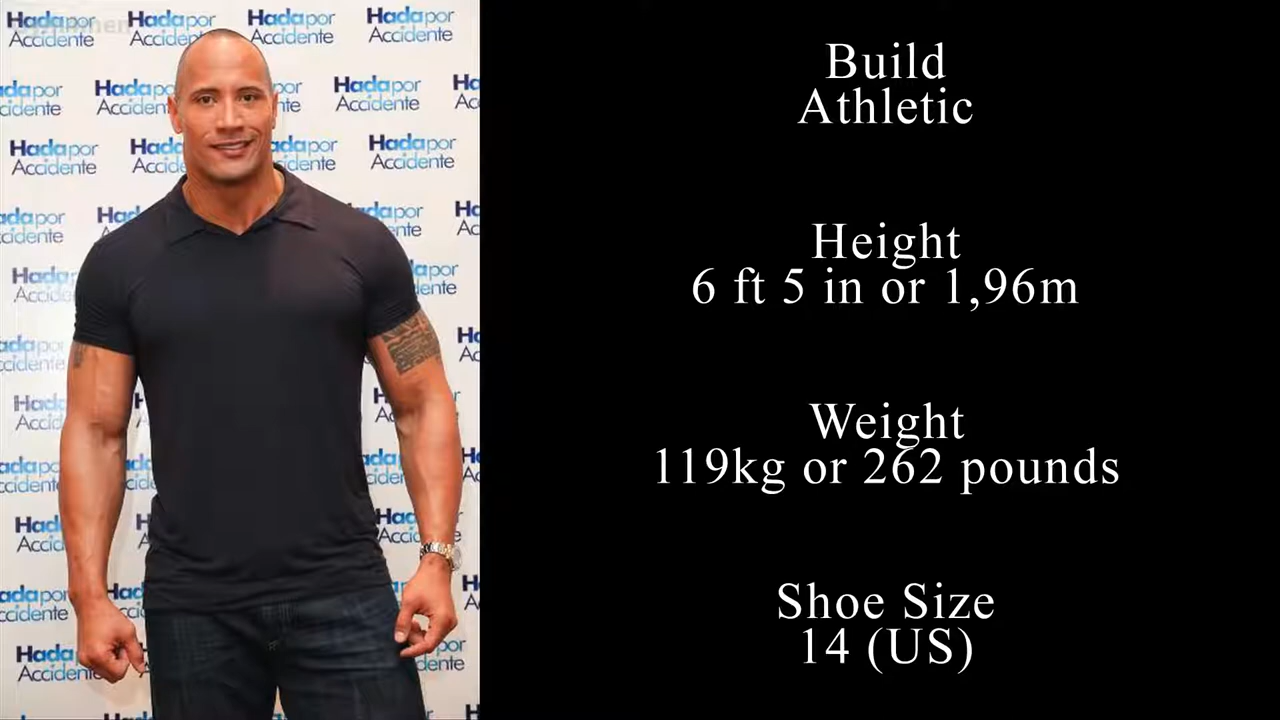 Hada por Accidente
Build
Athletic
Height
6 ft 5 in or 1,96m
Weight
119kg or 262 pounds
Shoe Size
14 (US)